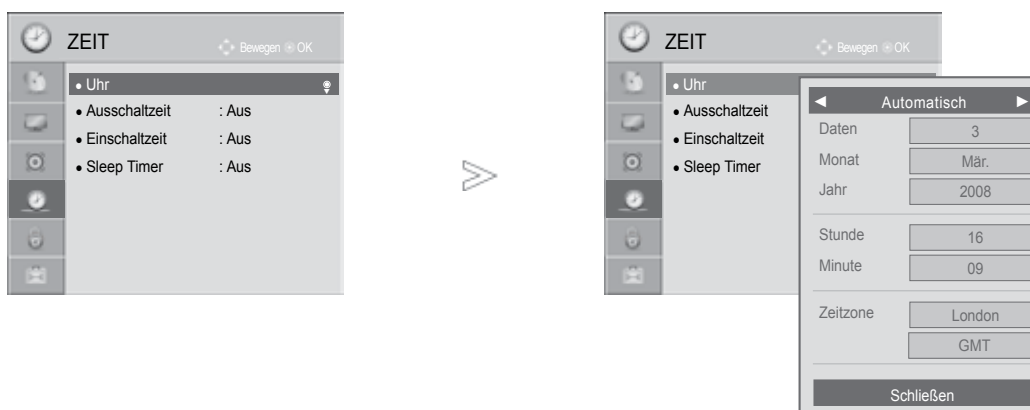 ZEIT
Bewegen OK
• Uhr
• Ausschaltzeit : Aus
• Einschaltzeit : Aus
• Sleep Timer : Aus
ZEIT
Bewegen OK
• Uhr
• Ausschaltzeit
• Einschaltzeit
• Sleep Timer
◄ Automatisch ►
Daten 3
Monat Mär.
Jahr 2008
Stunde 16
Minute 09
Zeitzone London
GMT
Schließen